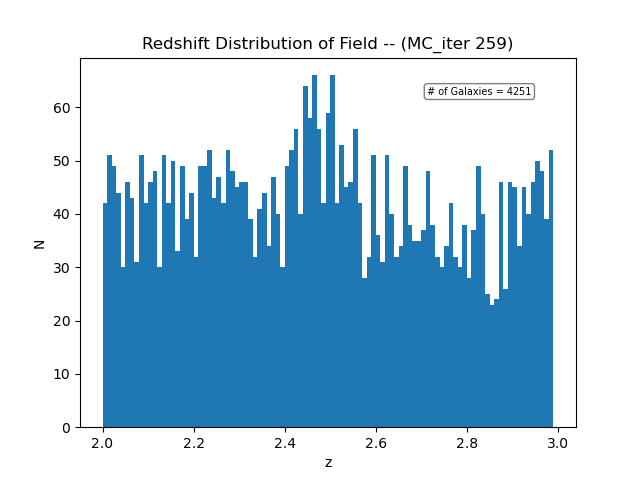 Redshift Distribution of Field -- (MC_iter 259)
# of Galaxies = 4251
60
50
40
30
20
10
0
N
2.0 2.2 2.4 2.6 2.8 3.0
z